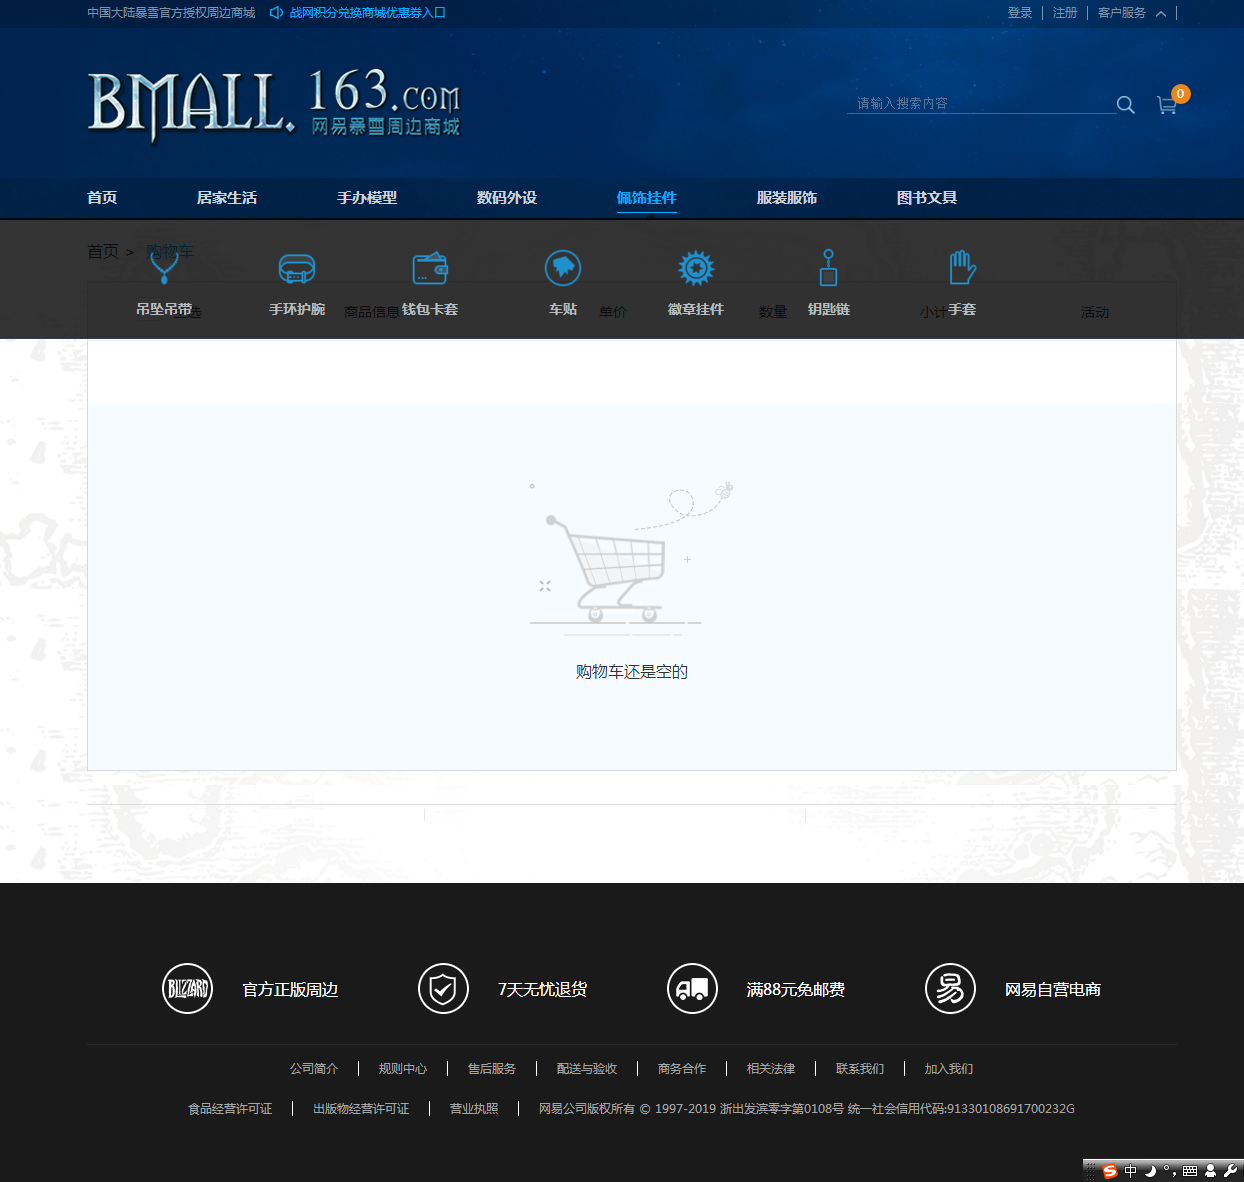 中国大陆暴雪官方授权周边商城 战网积分兑换商城优惠券入口 登录 注册 客户服务
BMALL.163.com
网易暴雪周边商城
请输入搜索内容
0
首页 居家生活 手办模型 数码外设 佩饰挂件 服装服饰 图书文具
首页 > 购物车
吊坠吊带 手环护腕 钱包卡套 车贴 徽章挂件 钥匙链 手套
商品信息 单价 数量 小计 活动
购物车还是空的
BLIZZARD 官方正版周边 7天无忧退货 满88元免邮费 易 网易自营电商
公司简介 规则中心 售后服务 配送与验收 商务合作 相关法律 联系我们 加入我们
食品经营许可证 出版物经营许可证 营业执照 网易公司版权所有 © 1997-2019 浙出发滨零字第0108号 统一社会信用代码:91330108691700232G
S 中